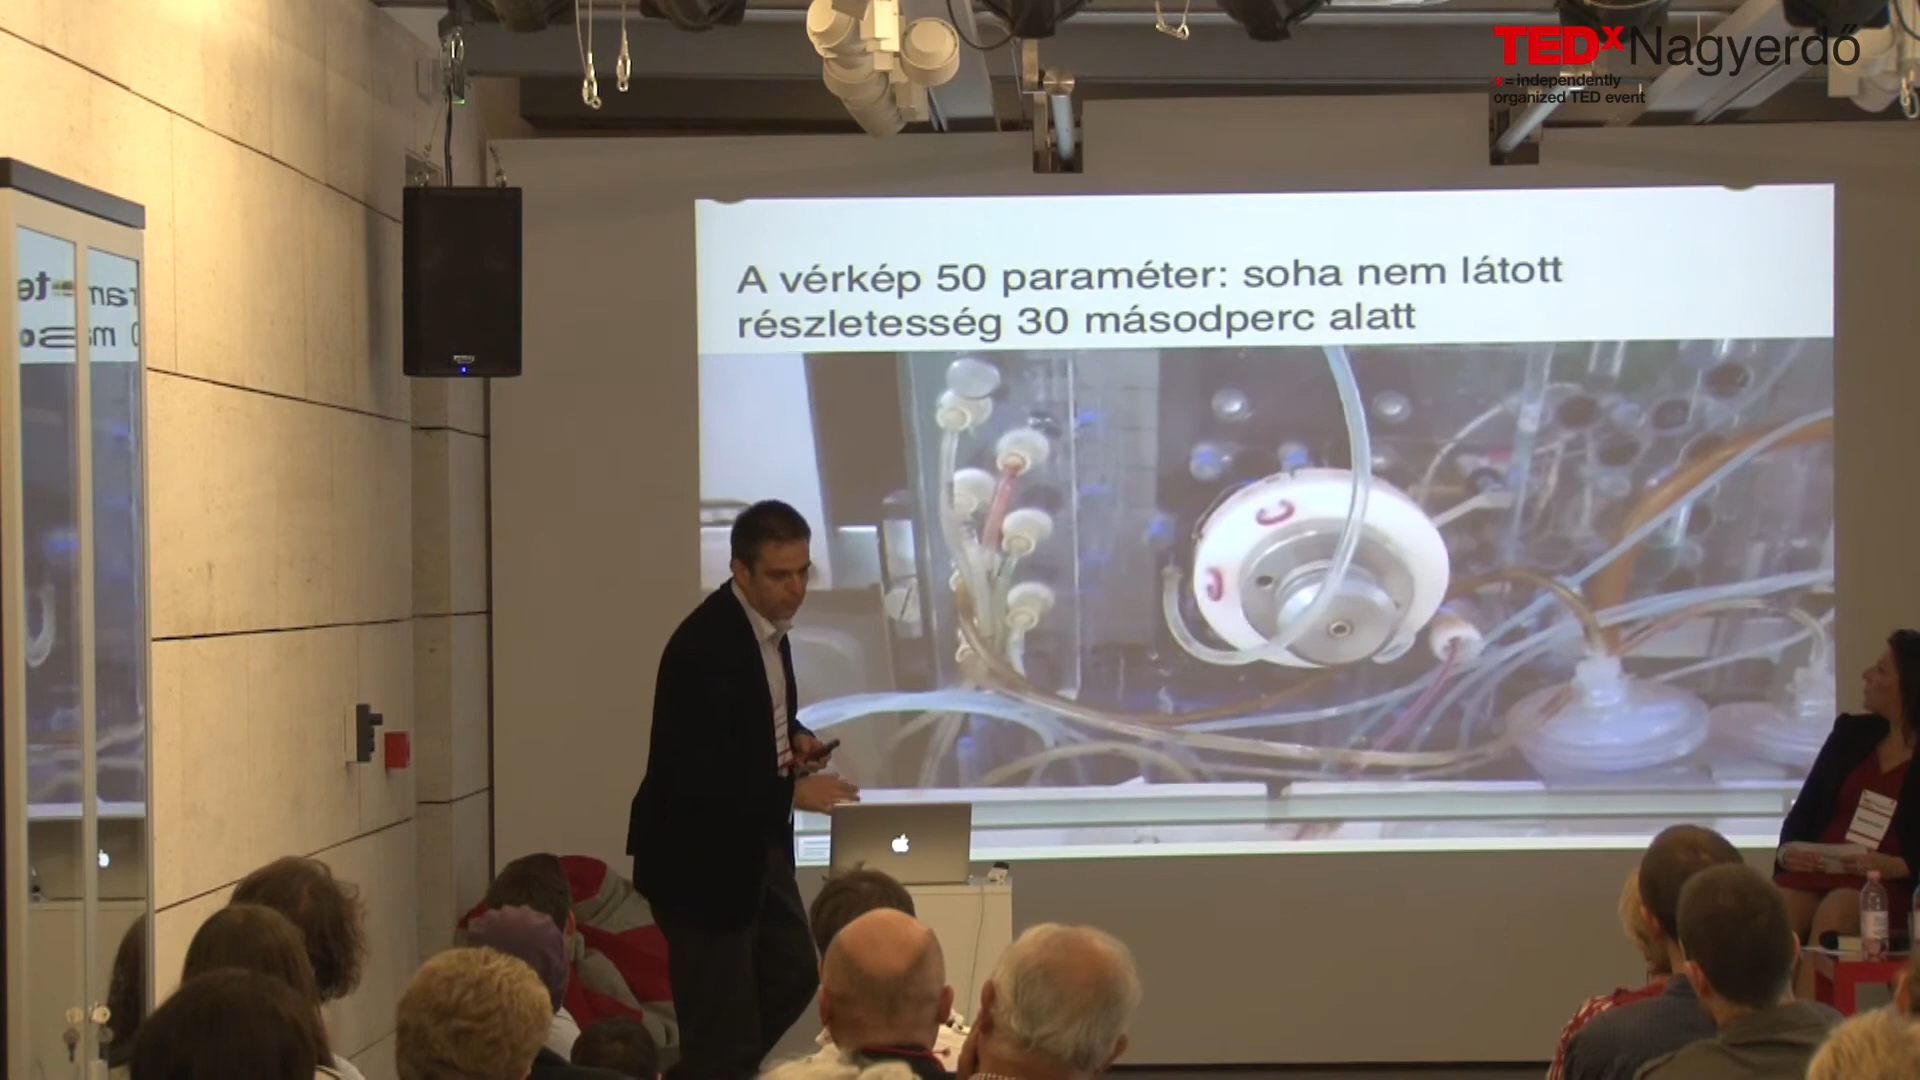 TEDxNagyerdő
x = independently
organized TED event
A vérkép 50 paraméter: soha nem látott
részletesség 30 másodperc alatt